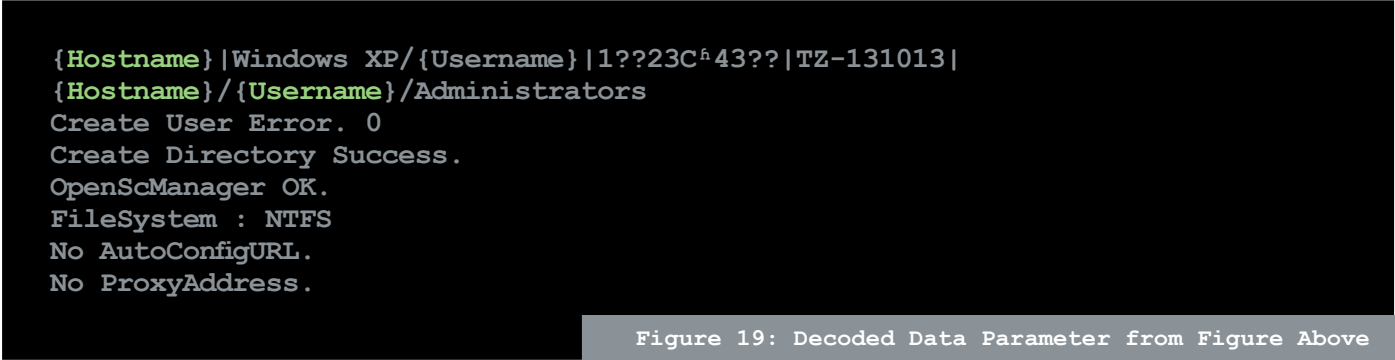 {Hostname}|Windows XP/{Username}|1??23Cʱ43??|TZ-131013|
{Hostname}/{Username}/Administrators
Create User Error. 0
Create Directory Success.
OpenScManager OK.
FileSystem : NTFS
No AutoConfigURL.
No ProxyAddress.
Figure 19: Decoded Data Parameter from Figure Above